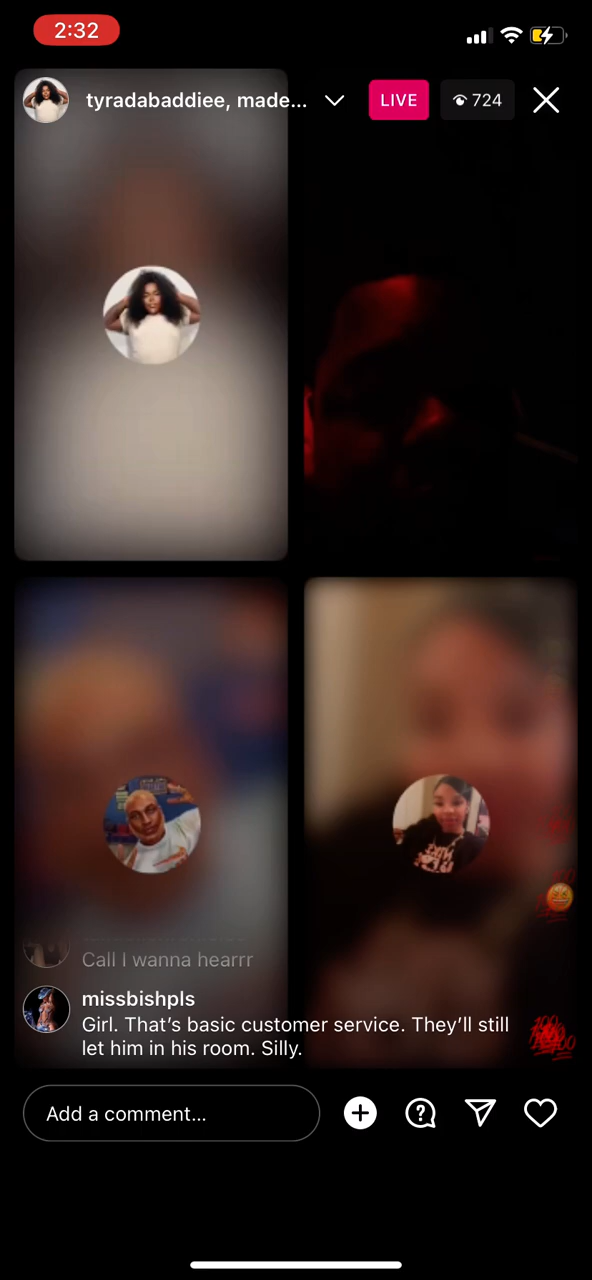 2:32
tyradabaddiee, made...
LIVE
724
Call I wanna hearrr
missbishpls
Girl. That's basic customer service. They'll still
let him in his room. Silly.
Add a comment...